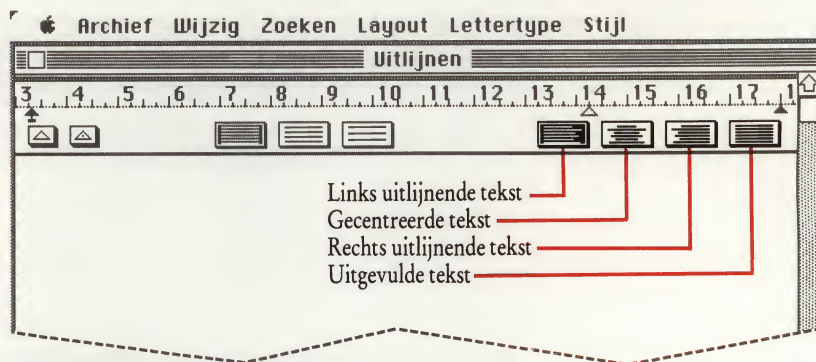 Archief Wijzig Zoeken Layout Lettertype Stijl
Uitlijnen
3 4 5 6 7 8 9 10 11 12 13 14 15 16 17 1
Links uitlijnende tekst
Gecentreerde tekst
Rechts uitlijnende tekst
Uitgevulde tekst